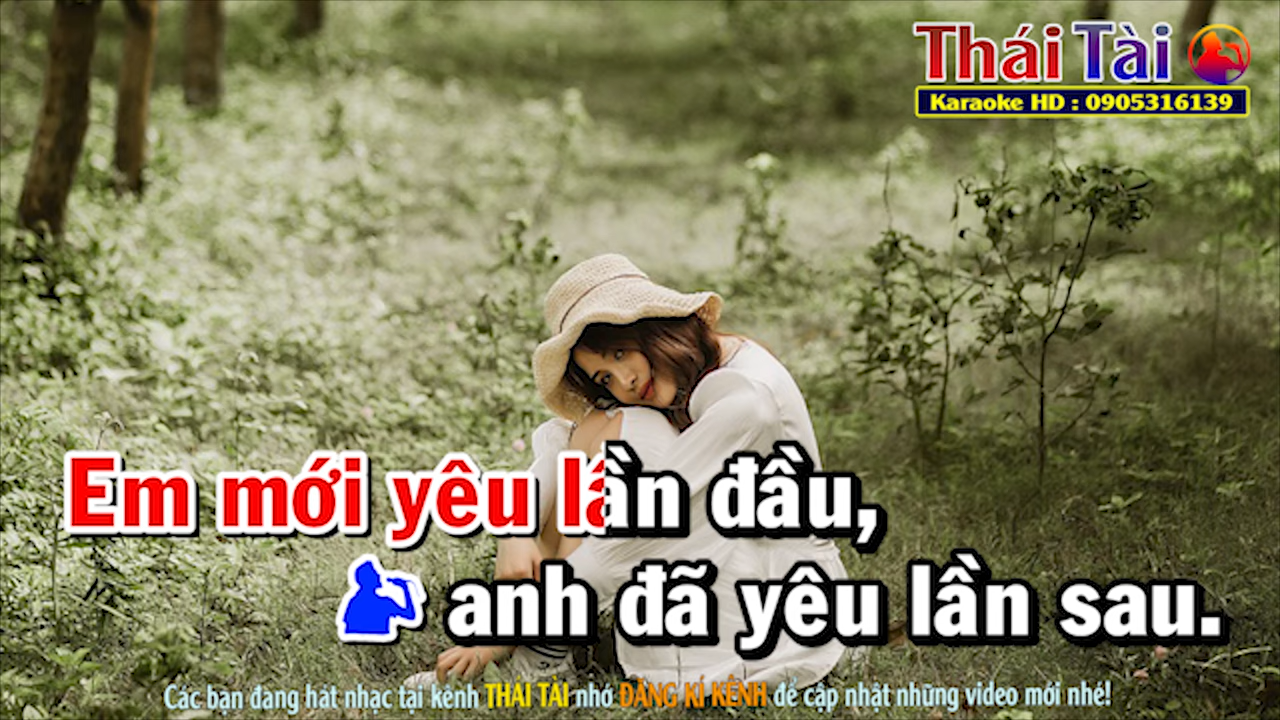 Thái Tài
Karaoke HD : 0905316139
Em mới yêu lần đầu,
anh đã yêu lần sau.
Các bạn đang hát nhạc tại kênh THÁI TÀI nhớ ĐĂNG KÍ KÊNH để cập nhật những video mới nhé!